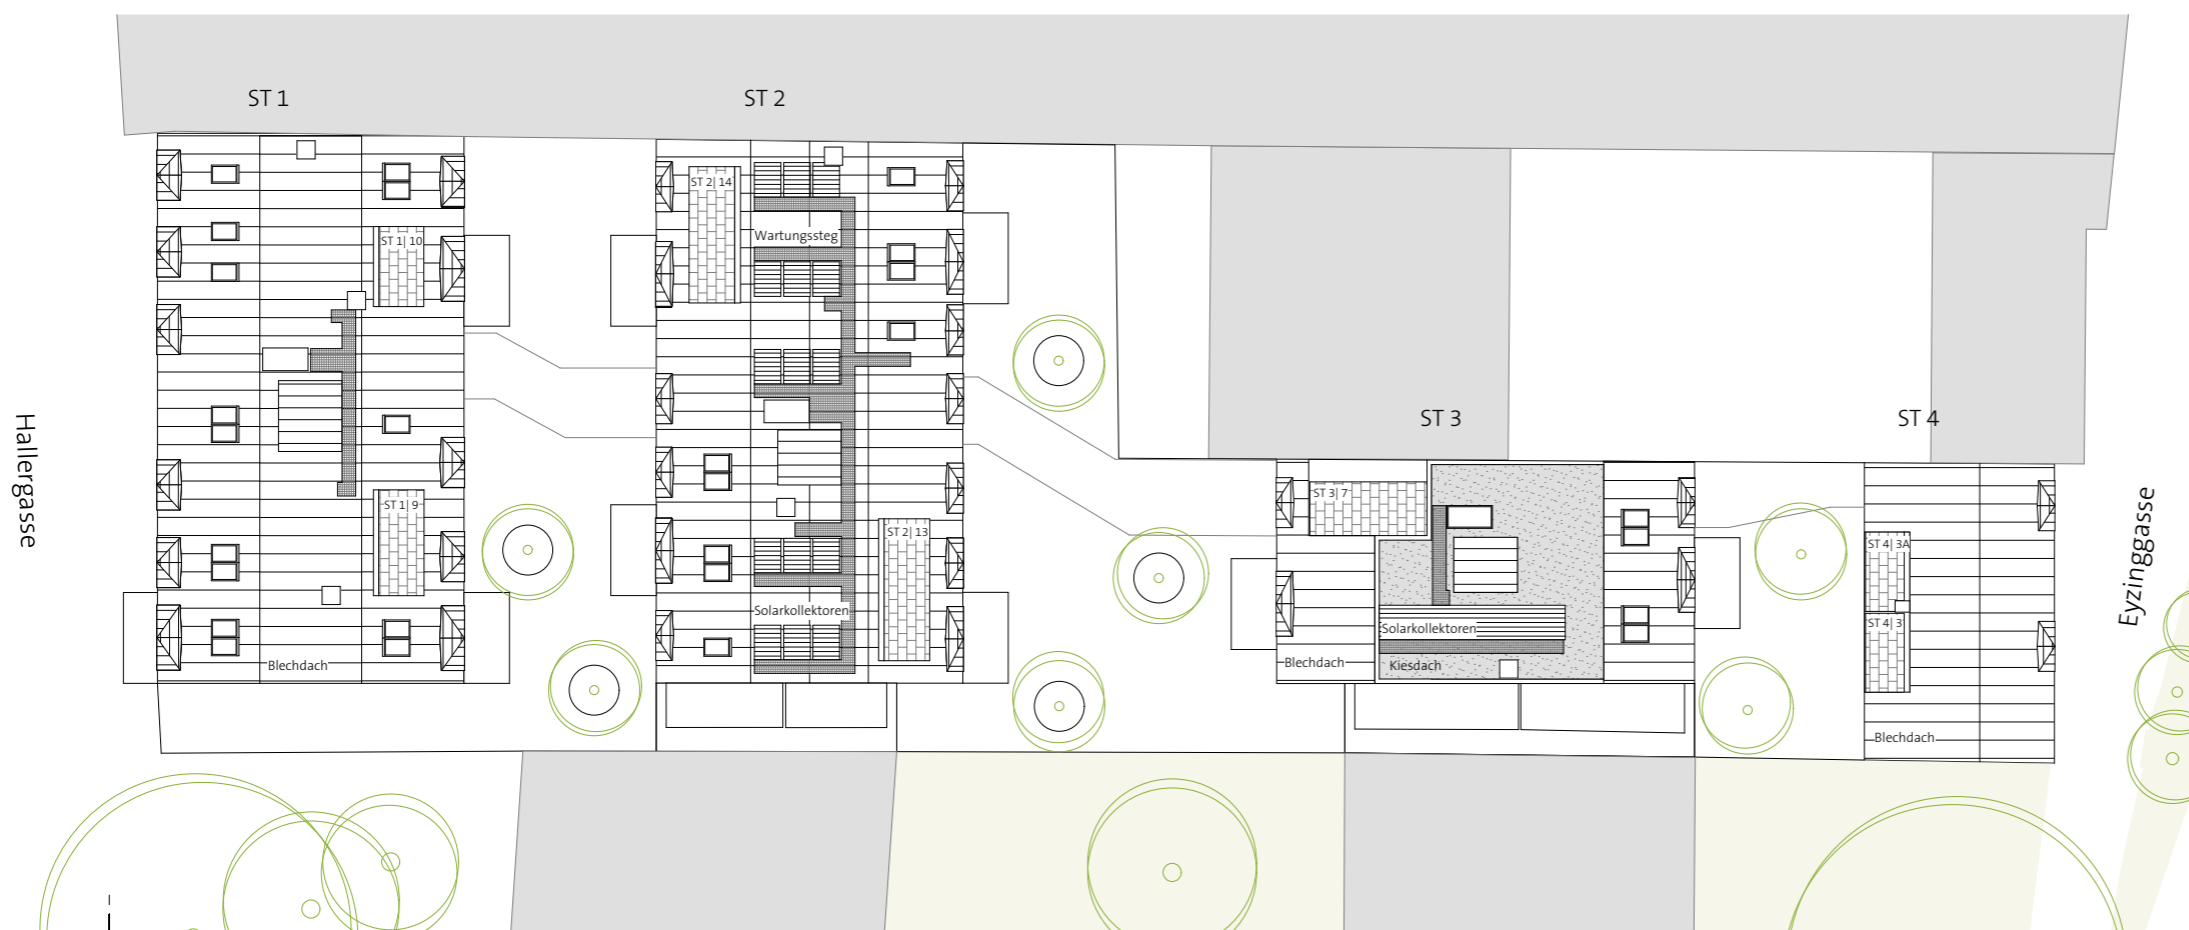 ST 1
ST 2
ST 2| 14
ST 1| 10
Wartungssteg
ST 3
ST 4
Hallergasse
ST 1| 9
ST 3| 7
Eyzinggasse
ST 2| 13
ST 4| 3A
Solarkollektoren
ST 4| 3
Solarkollektoren
Blechdach
Blechdach
Kiesdach
Blechdach